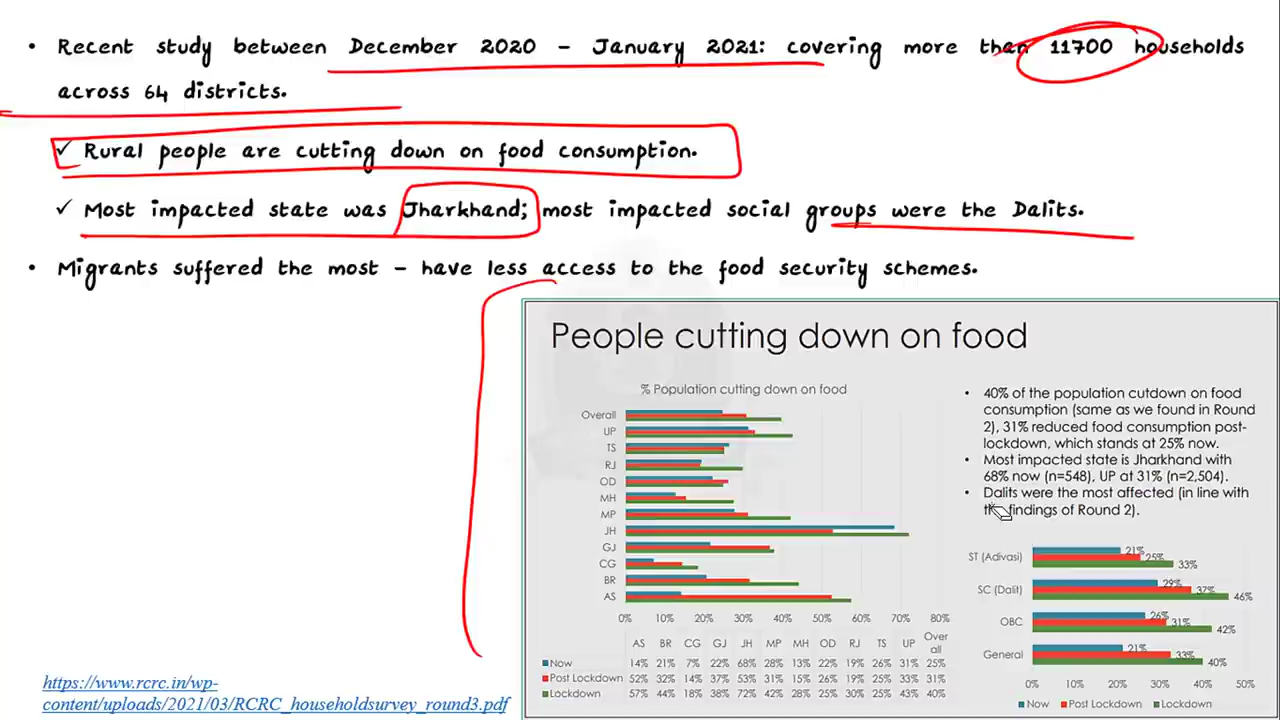 • Recent study between December 2020 – January 2021: covering more than 11700 households
across 64 districts.
✓ Rural people are cutting down on food consumption.
✓ Most impacted state was Jharkhand; most impacted social groups were the Dalits.
• Migrants suffered the most – have less access to the food security schemes.
People cutting down on food
% Population cutting down on food
Overall
UP
TS
RJ
OD
MH
MP
JH
GJ
CG
BR
AS
0% 10% 20% 30% 40% 50% 60% 70% 80%
AS BR CG GJ JH MP MH OD RJ TS UP Over all
Now 14% 21% 7% 22% 68% 28% 13% 22% 19% 26% 31% 25%
Post Lockdown 52% 32% 14% 37% 53% 31% 15% 26% 19% 25% 33% 31%
Lockdown 57% 44% 18% 38% 72% 42% 28% 25% 30% 25% 43% 40%
• 40% of the population cutdown on food
consumption (same as we found in Round
2), 31% reduced food consumption post-
lockdown, which stands at 25% now.
• Most impacted state is Jharkhand with
68% now (n=548), UP at 31% (n=2,504).
• Dalits were the most affected (in line with
findings of Round 2).
ST (Adivasi) 21% 25% 33%
SC (Dalit) 29% 37% 46%
OBC 26% 31% 42%
General 21% 33% 40%
0% 10% 20% 30% 40% 50%
Now Post Lockdown Lockdown
https://www.rcrc.in/wp-
content/uploads/2021/03/RCRC_householdsurvey_round3.pdf